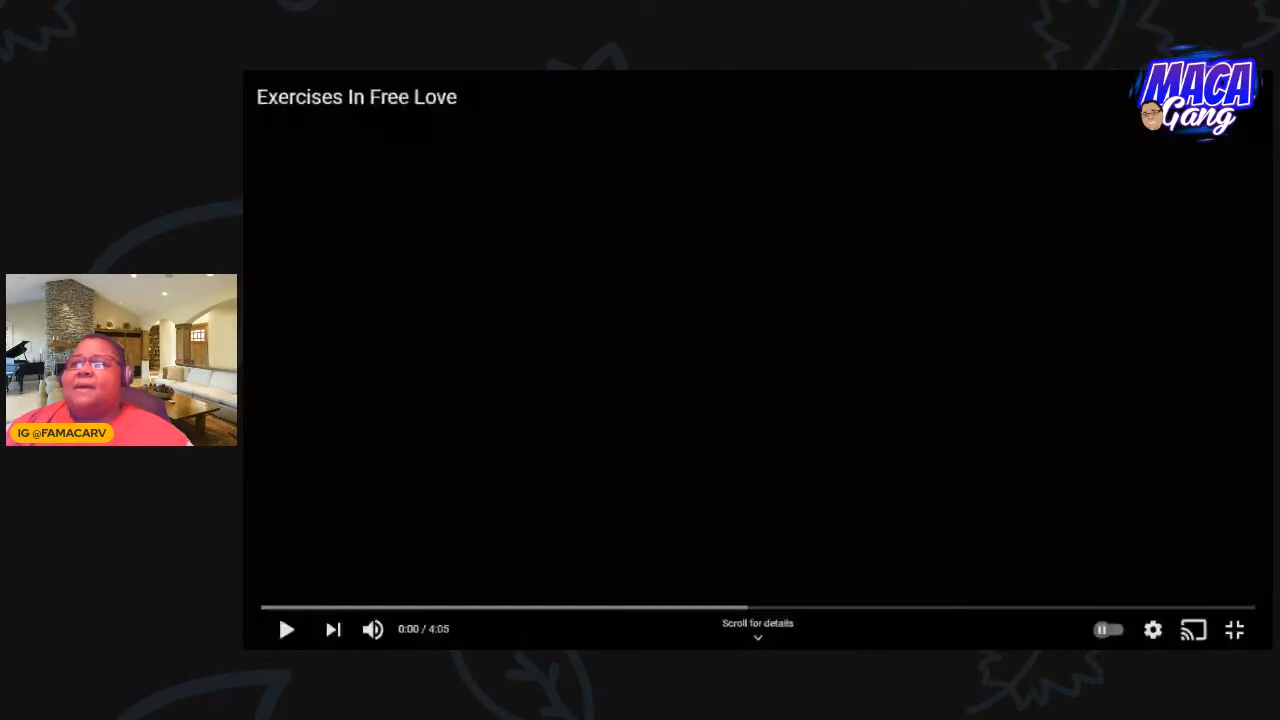 Exercises In Free Love
MACA
Gang
IG @FAMACARV
0:00 / 4:05
Scroll for details